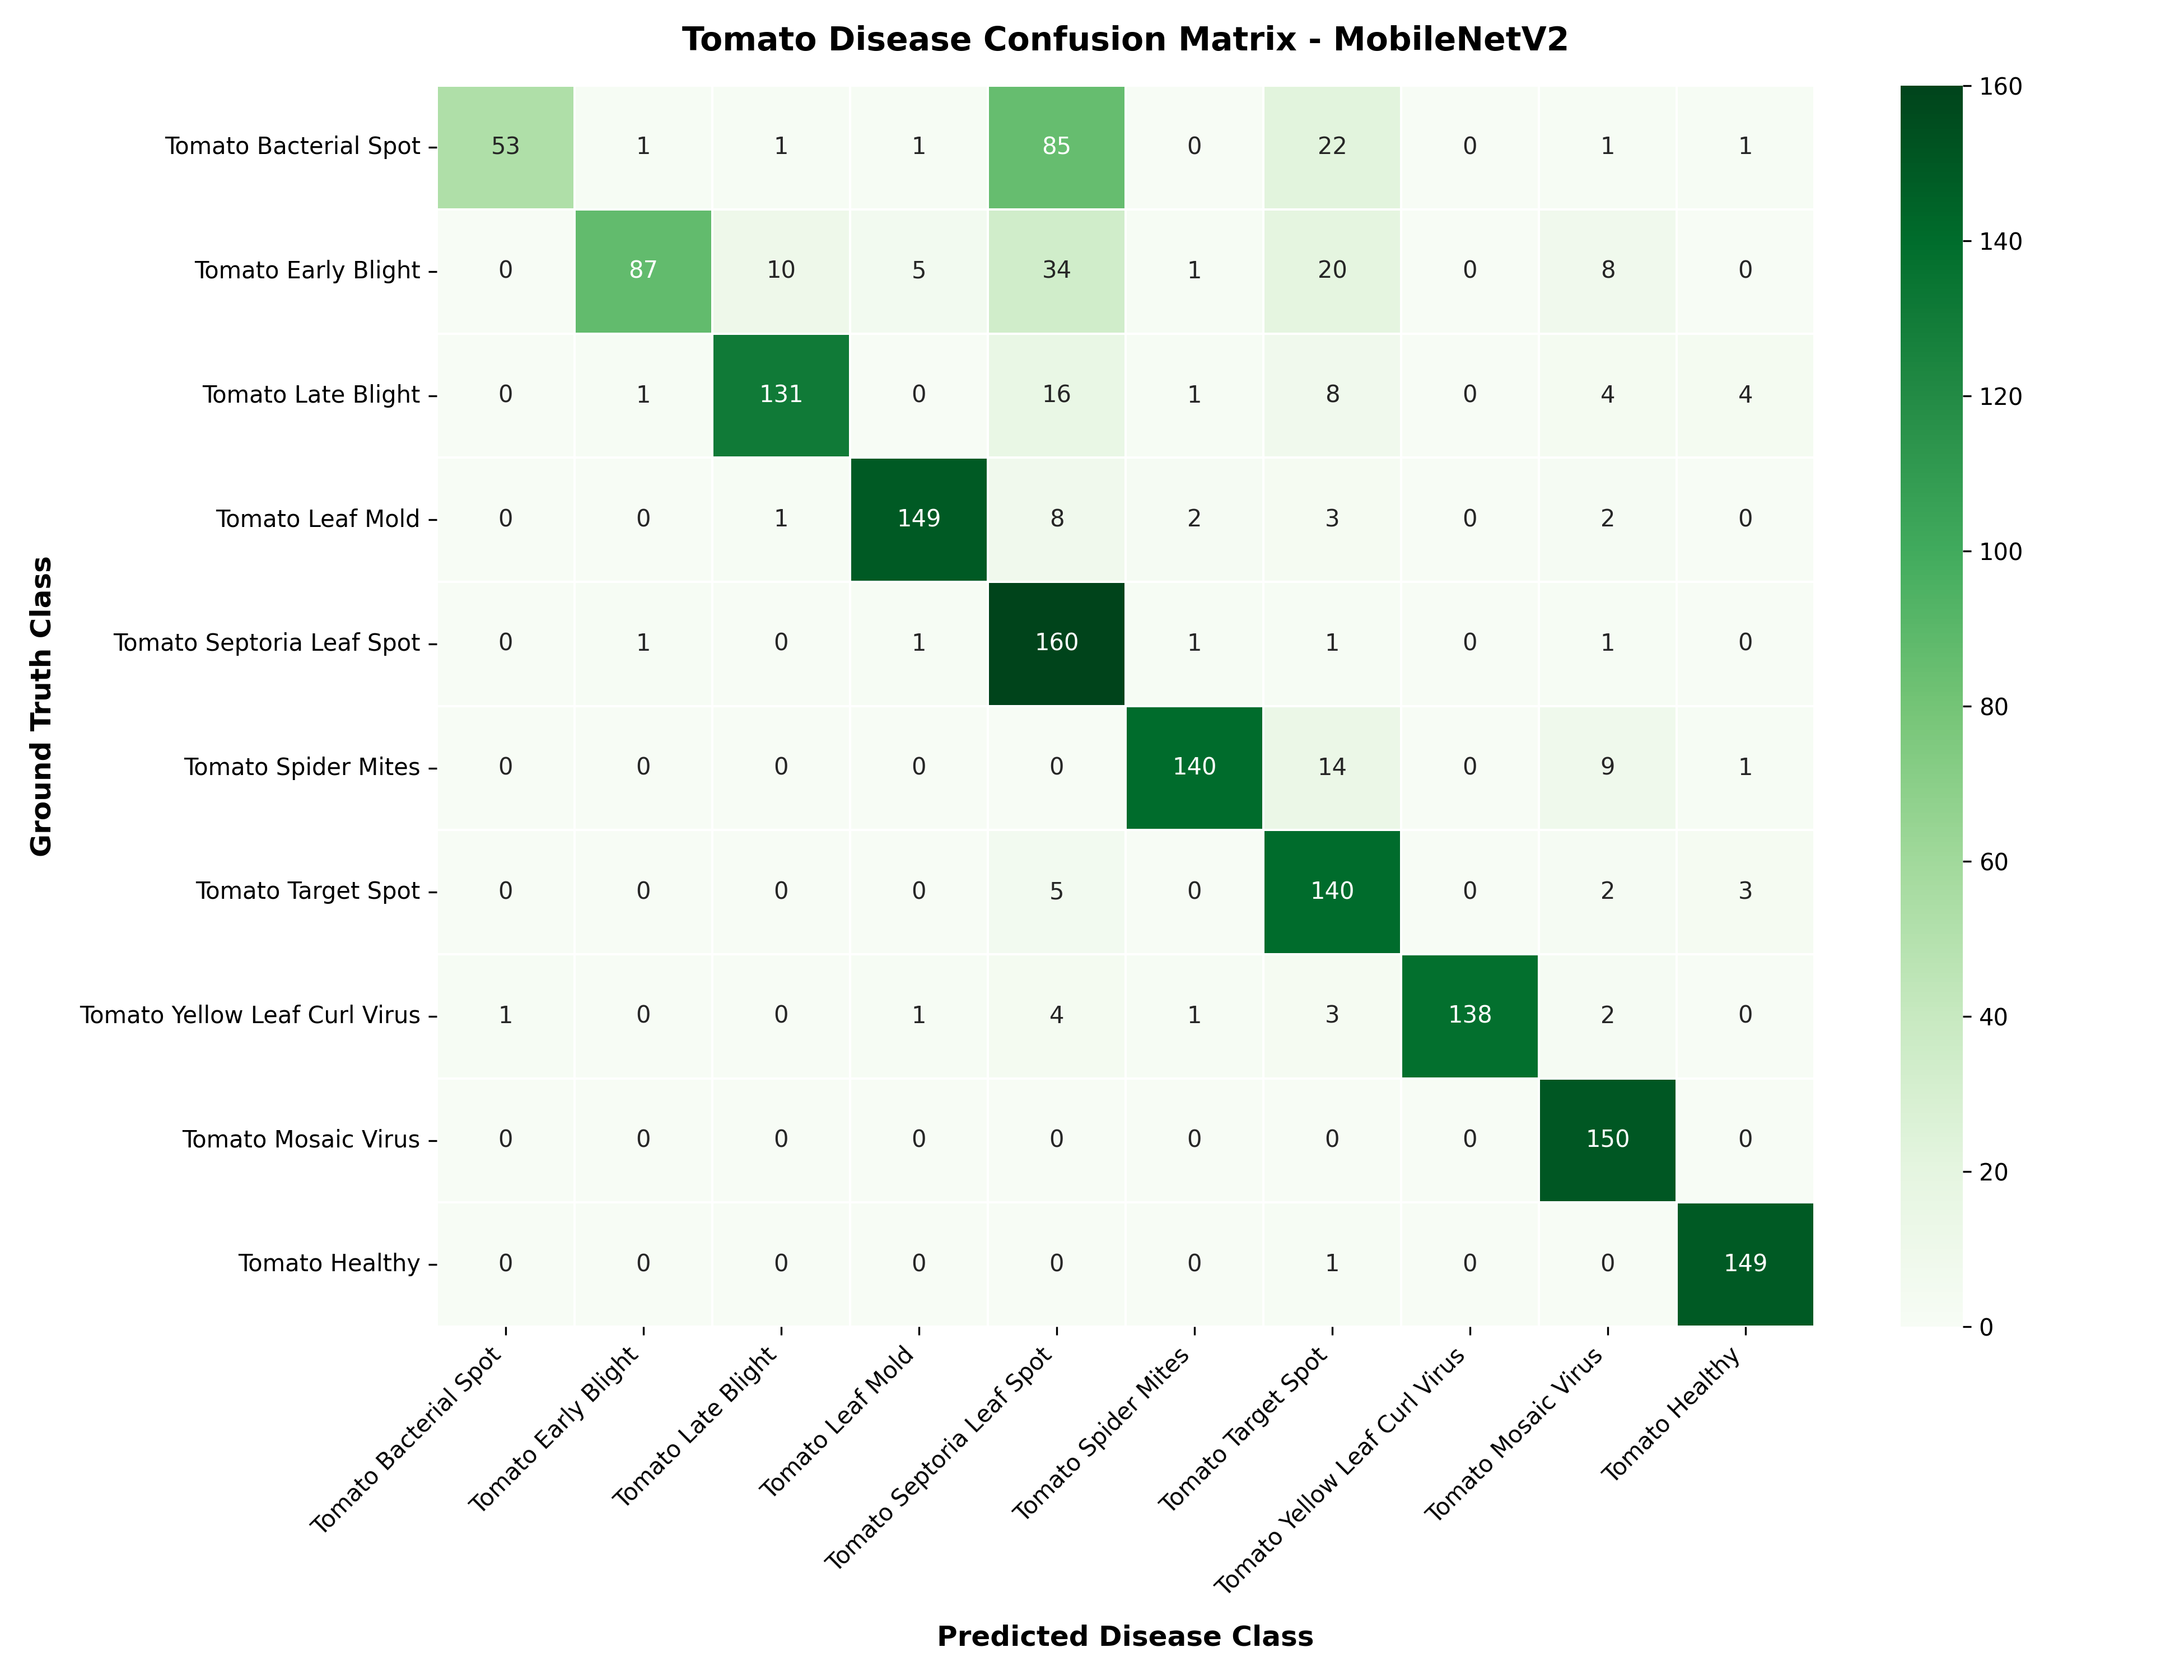 Tomato Disease Confusion Matrix - MobileNetV2
Ground Truth Class
Tomato Bacterial Spot 53 1 1 1 85 0 22 0 1 1
Tomato Early Blight 0 87 10 5 34 1 20 0 8 0
Tomato Late Blight 0 1 131 0 16 1 8 0 4 4
Tomato Leaf Mold 0 0 1 149 8 2 3 0 2 0
Tomato Septoria Leaf Spot 0 1 0 1 160 1 1 0 1 0
Tomato Spider Mites 0 0 0 0 0 140 14 0 9 1
Tomato Target Spot 0 0 0 0 5 0 140 0 2 3
Tomato Yellow Leaf Curl Virus 1 0 0 1 4 1 3 138 2 0
Tomato Mosaic Virus 0 0 0 0 0 0 0 0 150 0
Tomato Healthy 0 0 0 0 0 0 1 0 0 149
Tomato Bacterial Spot
Tomato Early Blight
Tomato Late Blight
Tomato Leaf Mold
Tomato Septoria Leaf Spot
Tomato Spider Mites
Tomato Target Spot
Tomato Yellow Leaf Curl Virus
Tomato Mosaic Virus
Tomato Healthy
Predicted Disease Class
160
140
120
100
80
60
40
20
0